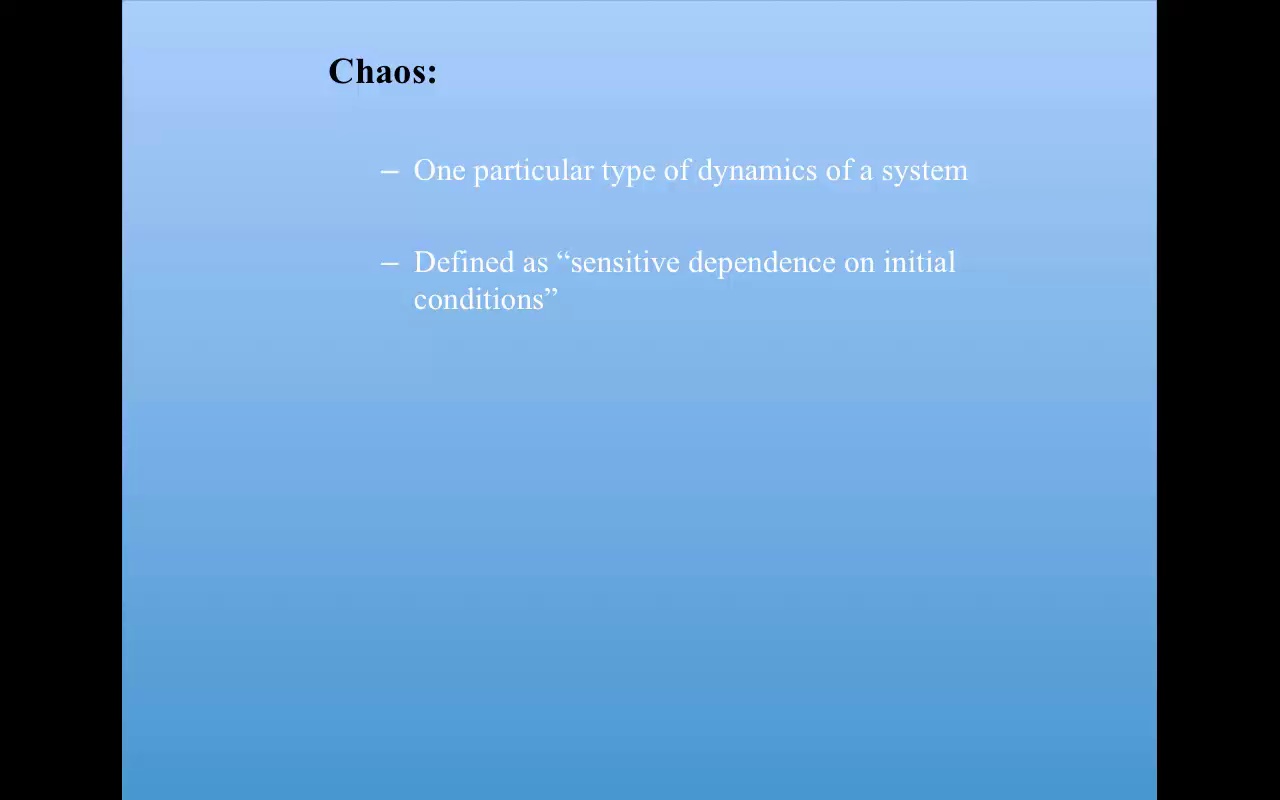 Chaos:
– One particular type of dynamics of a system
– Defined as “sensitive dependence on initial
conditions”